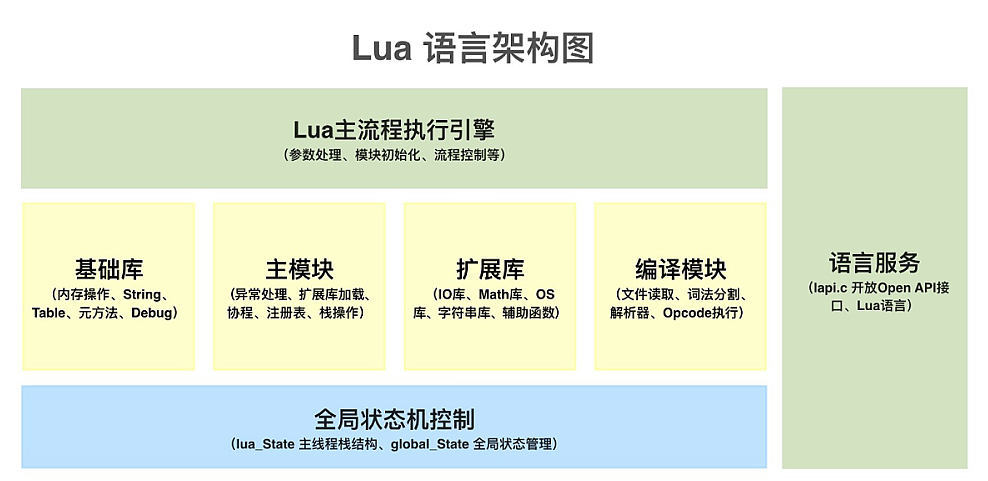 Lua 语言架构图
Lua主流程执行引擎
（参数处理、模块初始化、流程控制等）
基础库
（内存操作、String、
Table、元方法、Debug）
主模块
（异常处理、扩展库加载、
协程、注册表、栈操作）
扩展库
（IO库、Math库、OS
库、字符串库、辅助函数）
编译模块
（文件读取、词法分割、
解析器、Opcode执行）
全局状态机控制
（lua_State 主线程栈结构、global_State 全局状态管理）
语言服务
（lapi.c 开放Open API接
口、Lua语言）